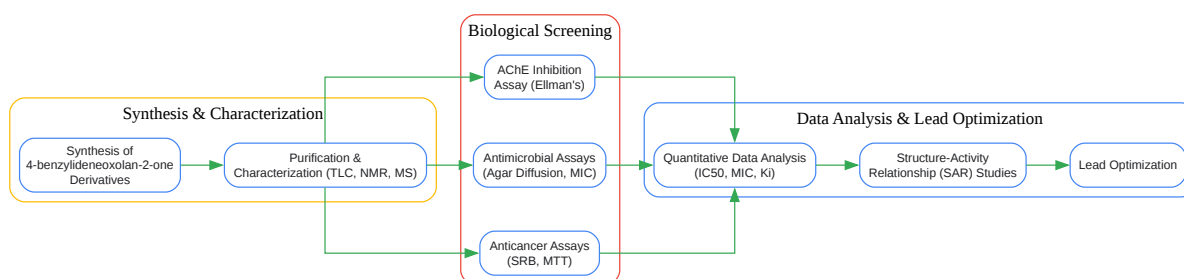 Biological Screening
AChE Inhibition
Assay (Ellman's)
Synthesis & Characterization
Data Analysis & Lead Optimization
Synthesis of
4-benzylideneoxolan-2-one
Derivatives
Purification &
Characterization (TLC, NMR, MS)
Antimicrobial Assays
(Agar Diffusion, MIC)
Quantitative Data Analysis
(IC50, MIC, Ki)
Structure-Activity
Relationship (SAR) Studies
Lead Optimization
Anticancer Assays
(SRB, MTT)